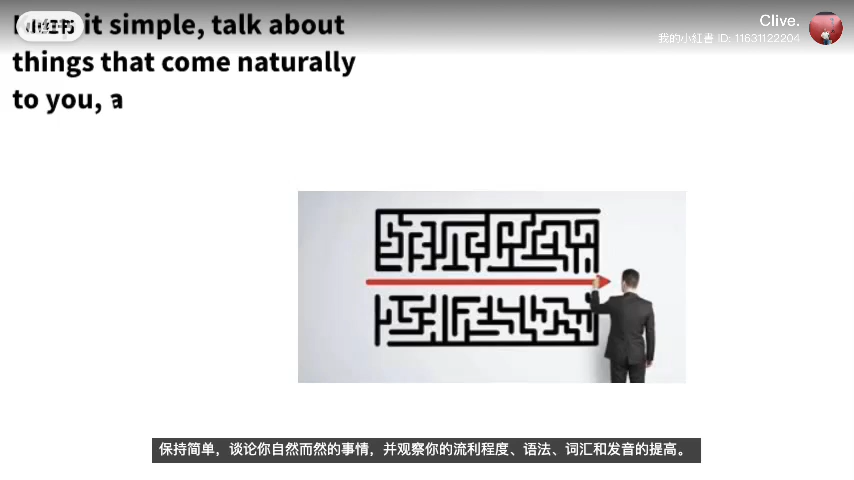 it simple, talk about
things that come naturally
to you, a
Clive.
我的小紅書 ID: 11631122204
保持简单，谈论你自然而然的事情，并观察你的流利程度、语法、词汇和发音的提高。